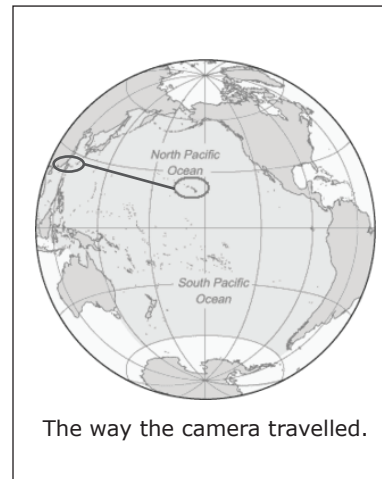 North Pacific
Ocean
South Pacific
Ocean
The way the camera travelled.